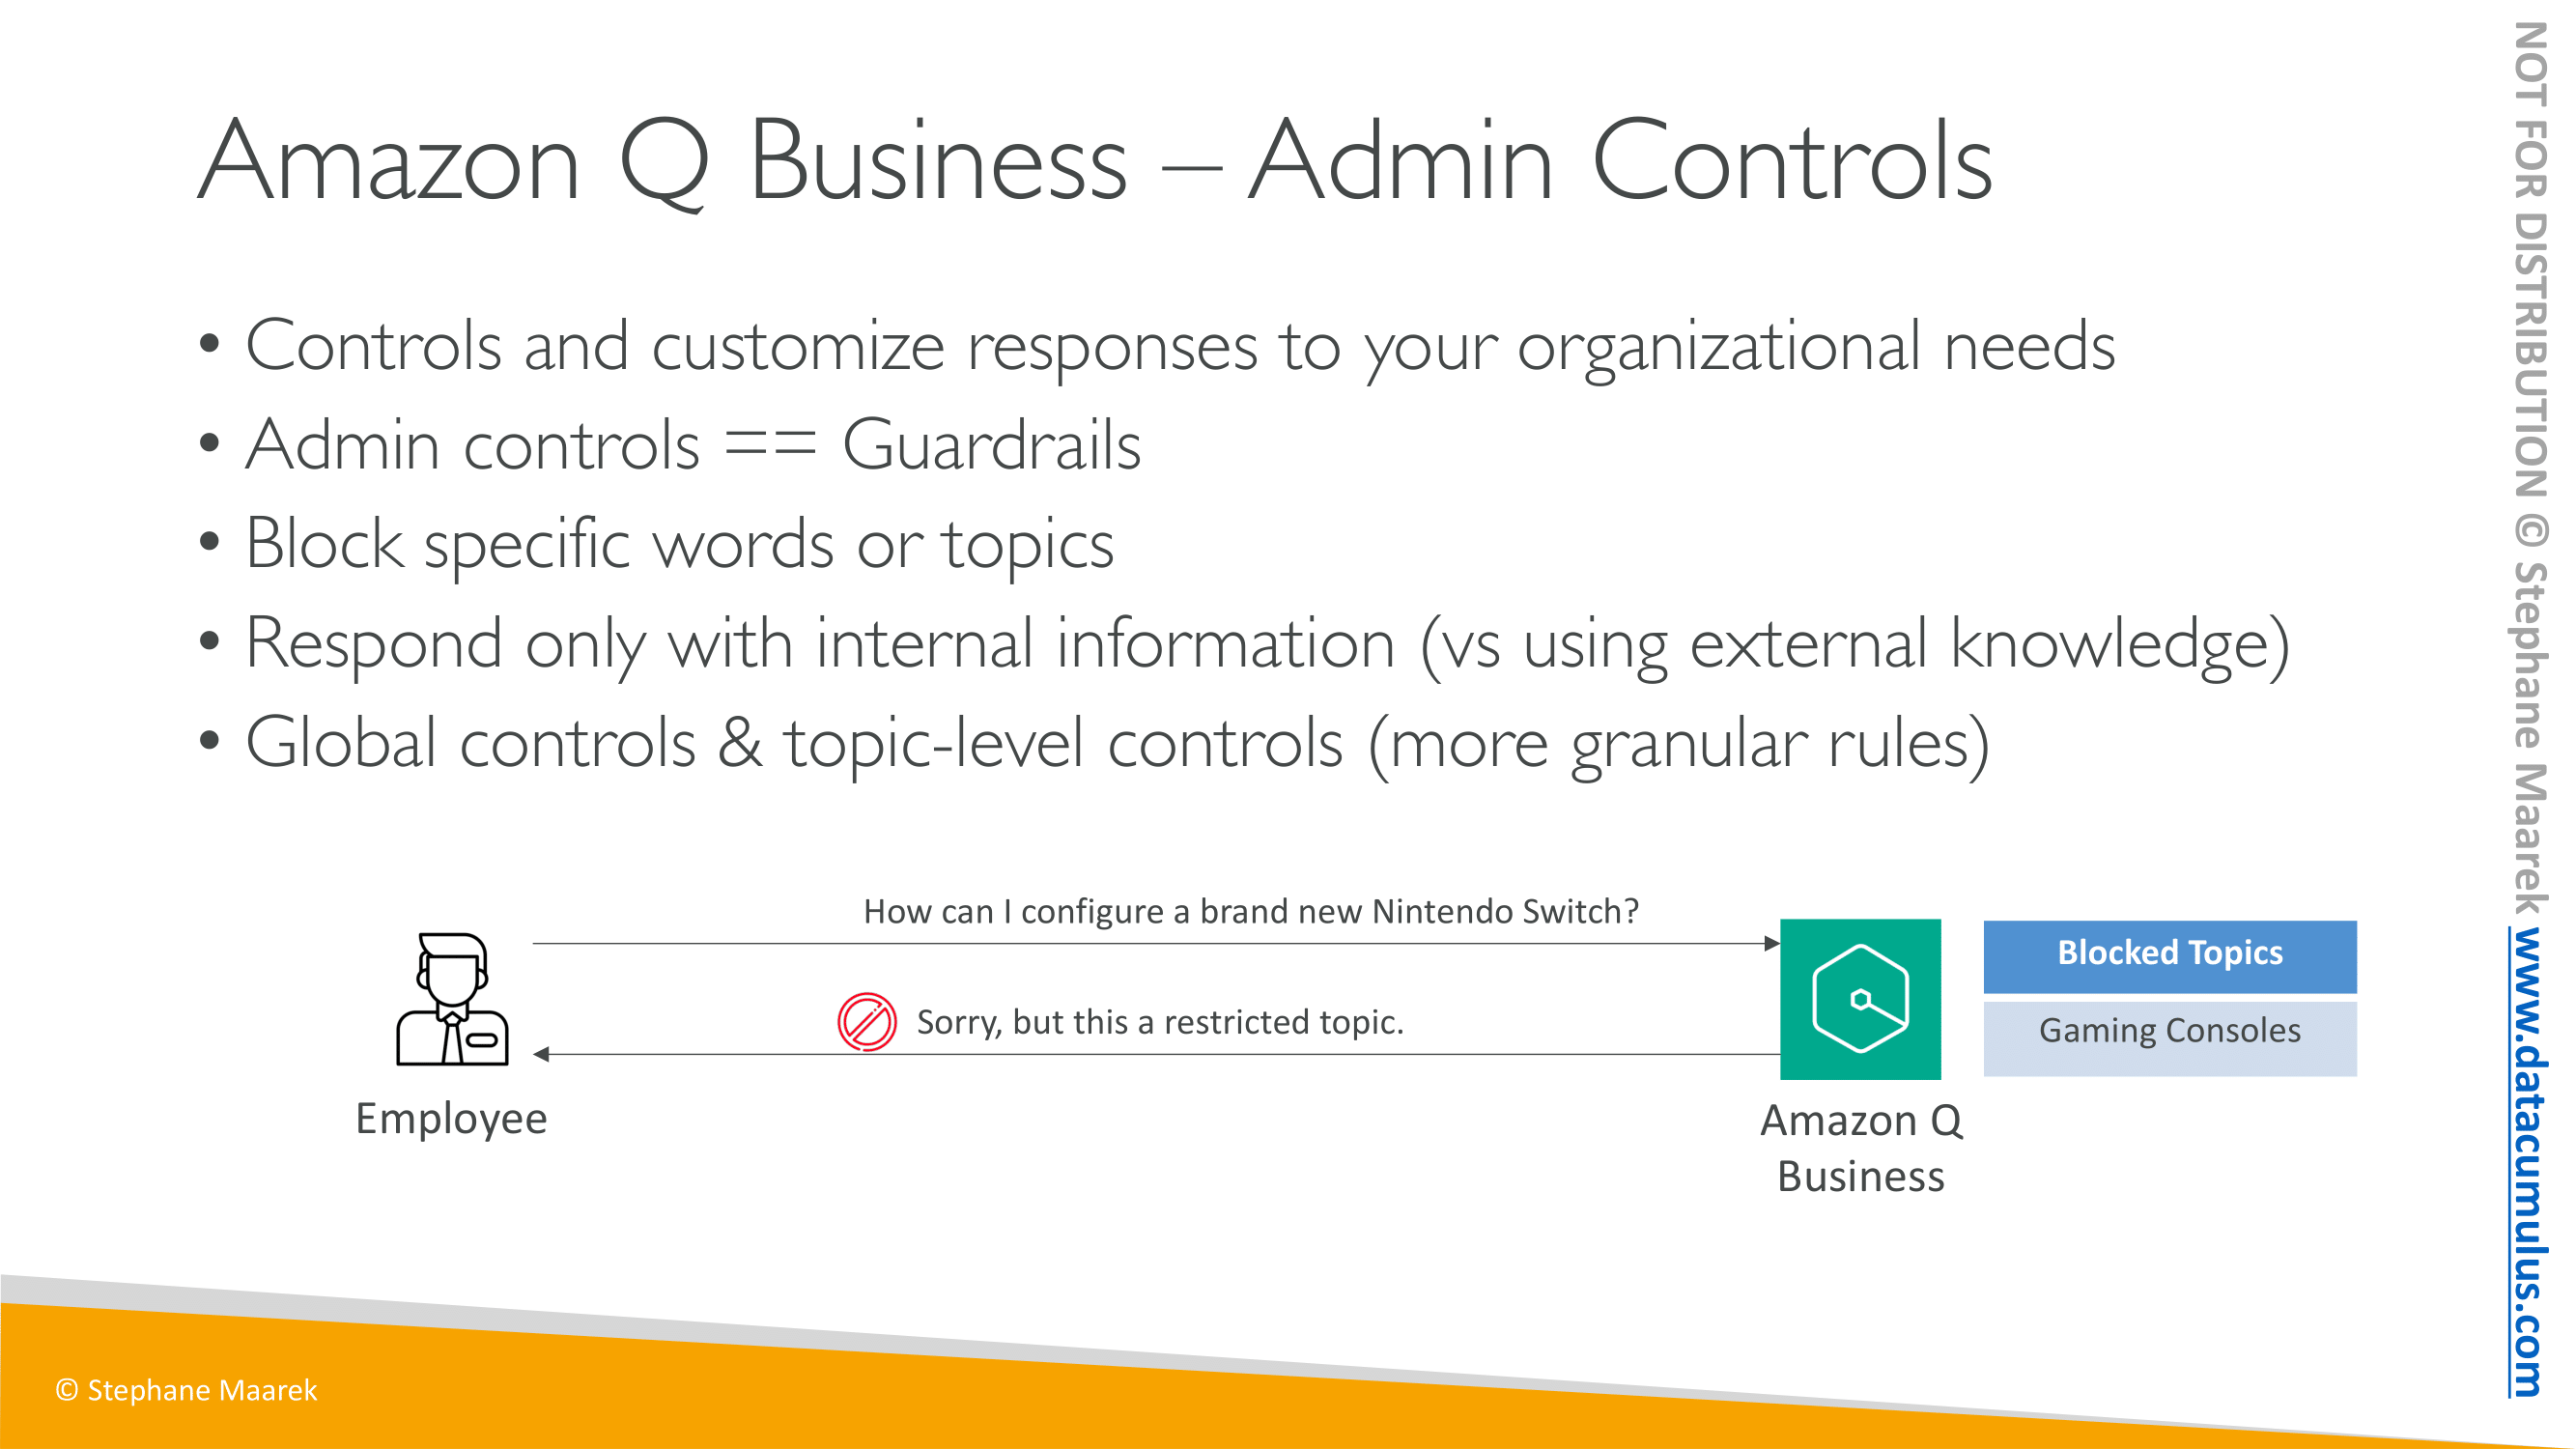 Amazon Q Business – Admin Controls
• Controls and customize responses to your organizational needs
• Admin controls == Guardrails
• Block specific words or topics
• Respond only with internal information (vs using external knowledge)
• Global controls & topic-level controls (more granular rules)
How can I configure a brand new Nintendo Switch?
Sorry, but this a restricted topic.
Employee
Amazon Q
Business
Blocked Topics
Gaming Consoles
© Stephane Maarek
NOT FOR DISTRIBUTION © Stephane Maarek www.datacumulus.com